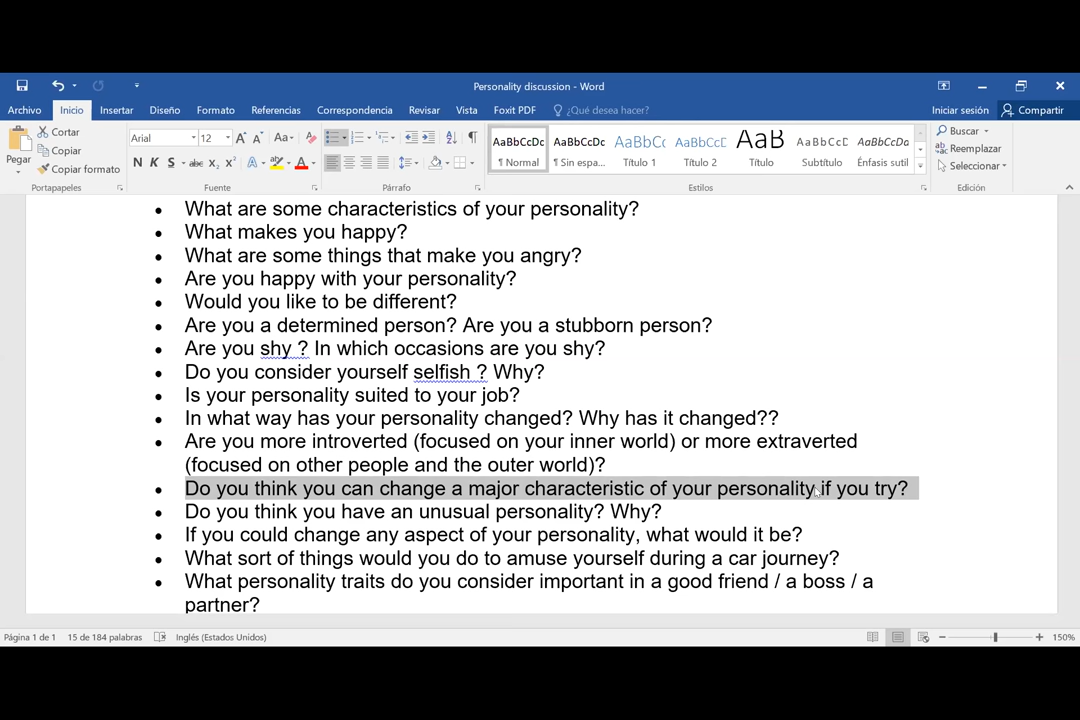 Personality discussion - Word
Archivo Inicio Insertar Diseño Formato Referencias Correspondencia Revisar Vista Foxit PDF ¿Qué desea hacer? Iniciar sesión Compartir
Pegar Cortar Copiar Copiar formato
Arial 12 Aa
N K S abc X₂ X² A A
AaBbCcDc AaBbCcDc AaBbCc AaBbCcC AaB AaBbCcD AaBbCcDc
¶ Normal ¶ Sin espa... Título 1 Título 2 Título Subtítulo Énfasis sutil
Buscar
Reemplazar
Seleccionar
Portapapeles Fuente Párrafo Estilos Edición
• What are some characteristics of your personality?
• What makes you happy?
• What are some things that make you angry?
• Are you happy with your personality?
• Would you like to be different?
• Are you a determined person? Are you a stubborn person?
• Are you shy ? In which occasions are you shy?
• Do you consider yourself selfish ? Why?
• Is your personality suited to your job?
• In what way has your personality changed? Why has it changed??
• Are you more introverted (focused on your inner world) or more extraverted
(focused on other people and the outer world)?
• Do you think you can change a major characteristic of your personality if you try?
• Do you think you have an unusual personality? Why?
• If you could change any aspect of your personality, what would it be?
• What sort of things would you do to amuse yourself during a car journey?
• What personality traits do you consider important in a good friend / a boss / a
partner?
Página 1 de 1 15 de 184 palabras Inglés (Estados Unidos) 150%